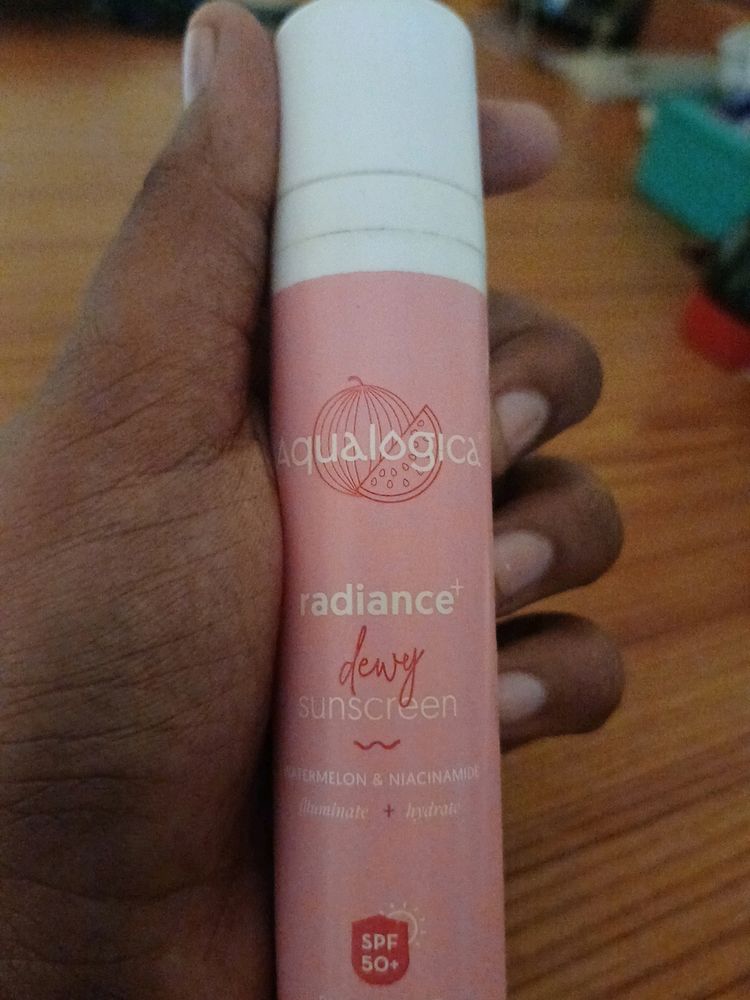 Aqualogica
radiance+
dewy
sunscreen
WATERMELON & NIACINAMIDE
illuminate + hydrate
SPF
50+